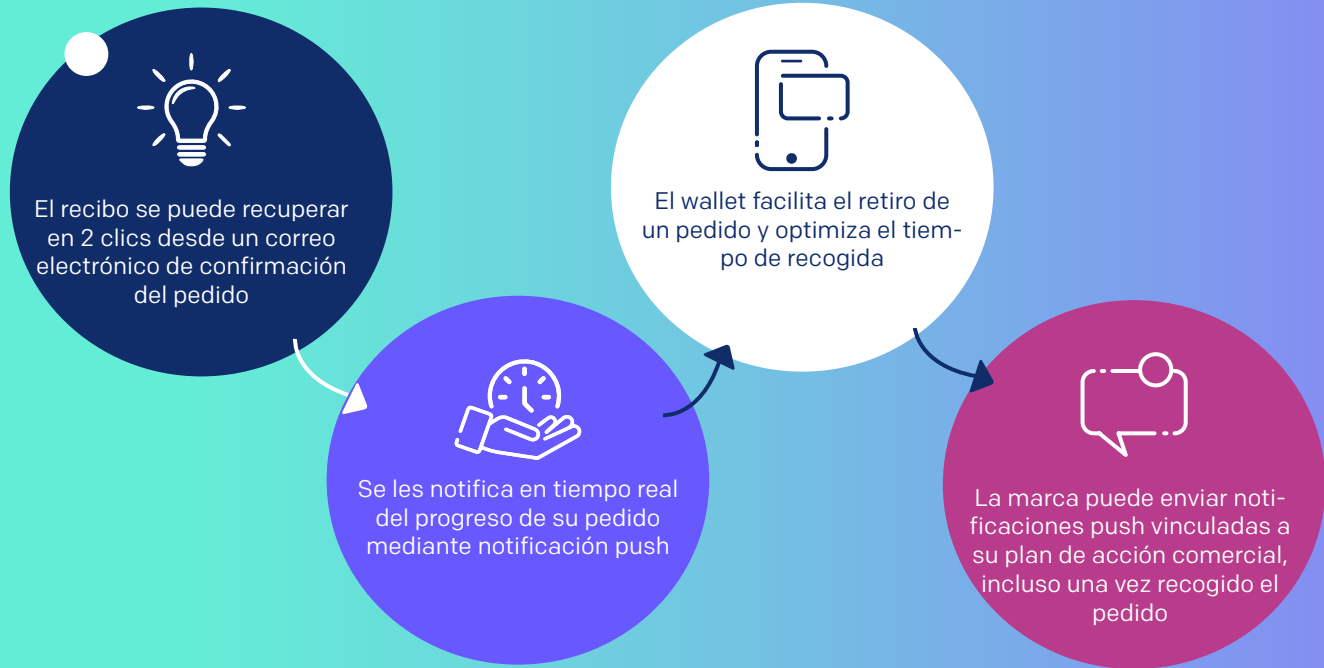 El recibo se puede recuperar
en 2 clics desde un correo
electrónico de confirmación
del pedido
Se les notifica en tiempo real
del progreso de su pedido
mediante notificación push
El wallet facilita el retiro de
un pedido y optimiza el tiem-
po de recogida
La marca puede enviar noti-
ficaciones push vinculadas a
su plan de acción comercial,
incluso una vez recogido el
pedido